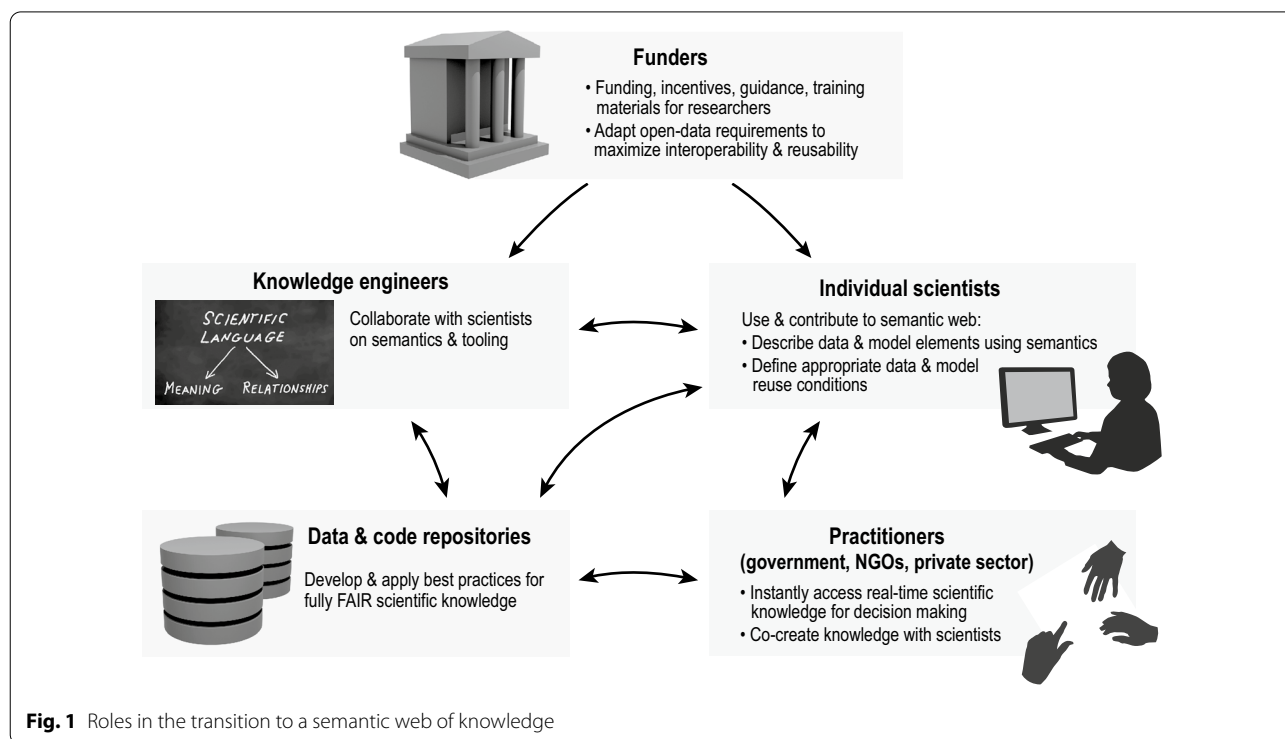 Funders
• Funding, incentives, guidance, training
materials for researchers
• Adapt open-data requirements to
maximize interoperability & reusability
Knowledge engineers
SCIENTIFIC
LANGUAGE
MEANING RELATIONSHIPS
Collaborate with scientists
on semantics & tooling
Individual scientists
Use & contribute to semantic web:
• Describe data & model elements using semantics
• Define appropriate data & model
reuse conditions
Data & code repositories
Develop & apply best practices for
fully FAIR scientific knowledge
Practitioners
(government, NGOs, private sector)
• Instantly access real-time scientific
knowledge for decision making
• Co-create knowledge with scientists
Fig. 1 Roles in the transition to a semantic web of knowledge